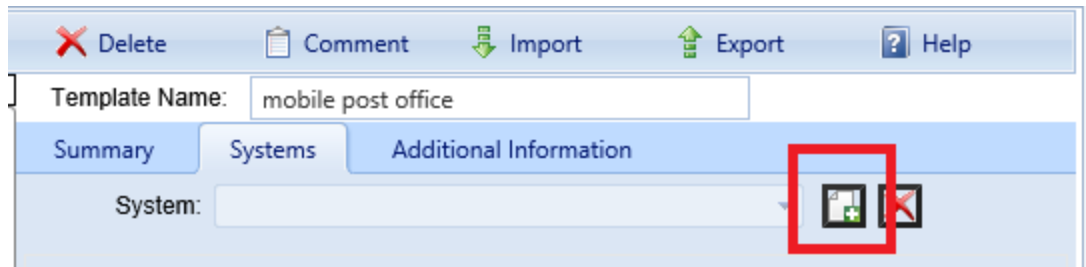 Delete Comment Import Export Help
Template Name: mobile post office
Summary Systems Additional Information
System: